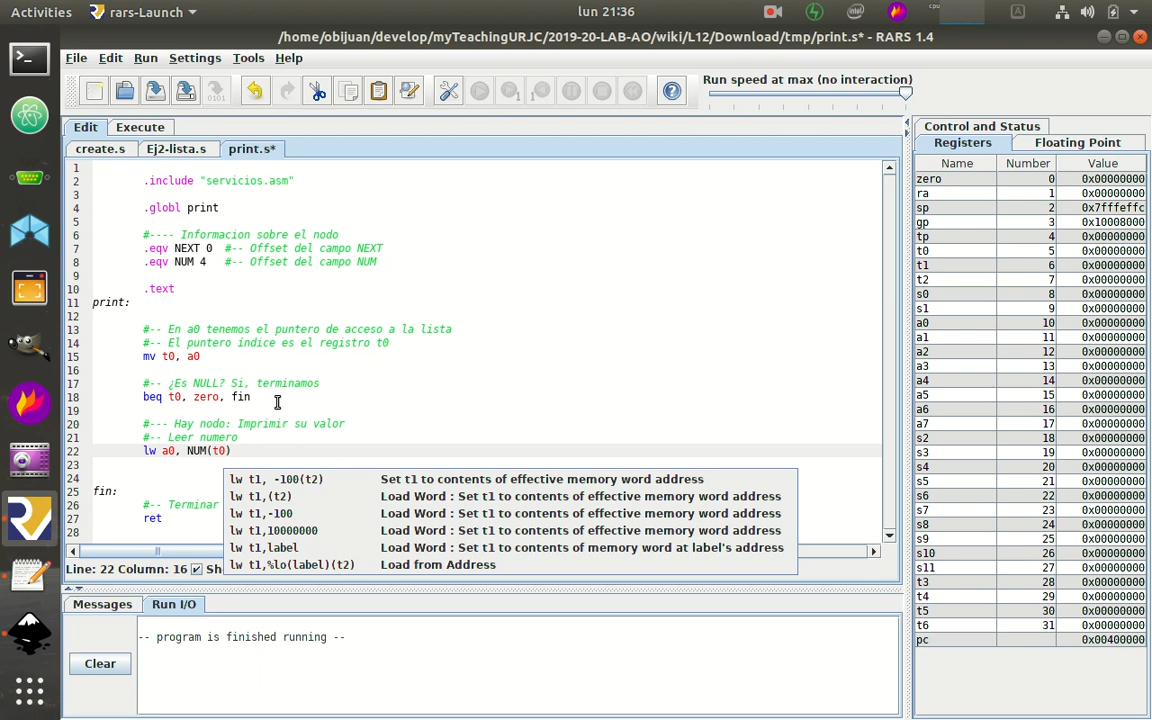 Activities rars-Launch lun 21:36 cpu
/home/obijuan/develop/myTeachingURJC/2019-20-LAB-AO/wiki/L12/Download/tmp/print.s* - RARS 1.4
File Edit Run Settings Tools Help
Run speed at max (no interaction)
Edit Execute
create.s Ej2-lista.s print.s*
1
2 .include "servicios.asm"
3
4 .globl print
5
6 #---- Informacion sobre el nodo
7 .eqv NEXT 0 #-- Offset del campo NEXT
8 .eqv NUM 4 #-- Offset del campo NUM
9
10 .text
11 print:
12
13 #-- En a0 tenemos el puntero de acceso a la lista
14 #-- El puntero índice es el registro t0
15 mv t0, a0
16
17 #-- ¿Es NULL? Si, terminamos
18 beq t0, zero, fin
19
20 #--- Hay nodo: Imprimir su valor
21 #-- Leer numero
22 lw a0, NUM(t0)
23
24
25 fin:
26 #-- Terminar
27 ret
28
lw t1, -100(t2) Set t1 to contents of effective memory word address
lw t1,(t2) Load Word : Set t1 to contents of effective memory word address
lw t1,-100 Load Word : Set t1 to contents of effective memory word address
lw t1,10000000 Load Word : Set t1 to contents of effective memory word address
lw t1,label Load Word : Set t1 to contents of memory word at label's address
lw t1,%lo(label)(t2) Load from Address
Line: 22 Column: 16 Sh
Messages Run I/O
-- program is finished running --
Clear
Control and Status
Registers Floating Point
Name Number Value
zero 0 0x00000000
ra 1 0x00000000
sp 2 0x7fffeffc
gp 3 0x10008000
tp 4 0x00000000
t0 5 0x00000000
t1 6 0x00000000
t2 7 0x00000000
s0 8 0x00000000
s1 9 0x00000000
a0 10 0x00000000
a1 11 0x00000000
a2 12 0x00000000
a3 13 0x00000000
a4 14 0x00000000
a5 15 0x00000000
a6 16 0x00000000
a7 17 0x00000000
s2 18 0x00000000
s3 19 0x00000000
s4 20 0x00000000
s5 21 0x00000000
s6 22 0x00000000
s7 23 0x00000000
s8 24 0x00000000
s9 25 0x00000000
s10 26 0x00000000
s11 27 0x00000000
t3 28 0x00000000
t4 29 0x00000000
t5 30 0x00000000
t6 31 0x00000000
pc 0x00400000